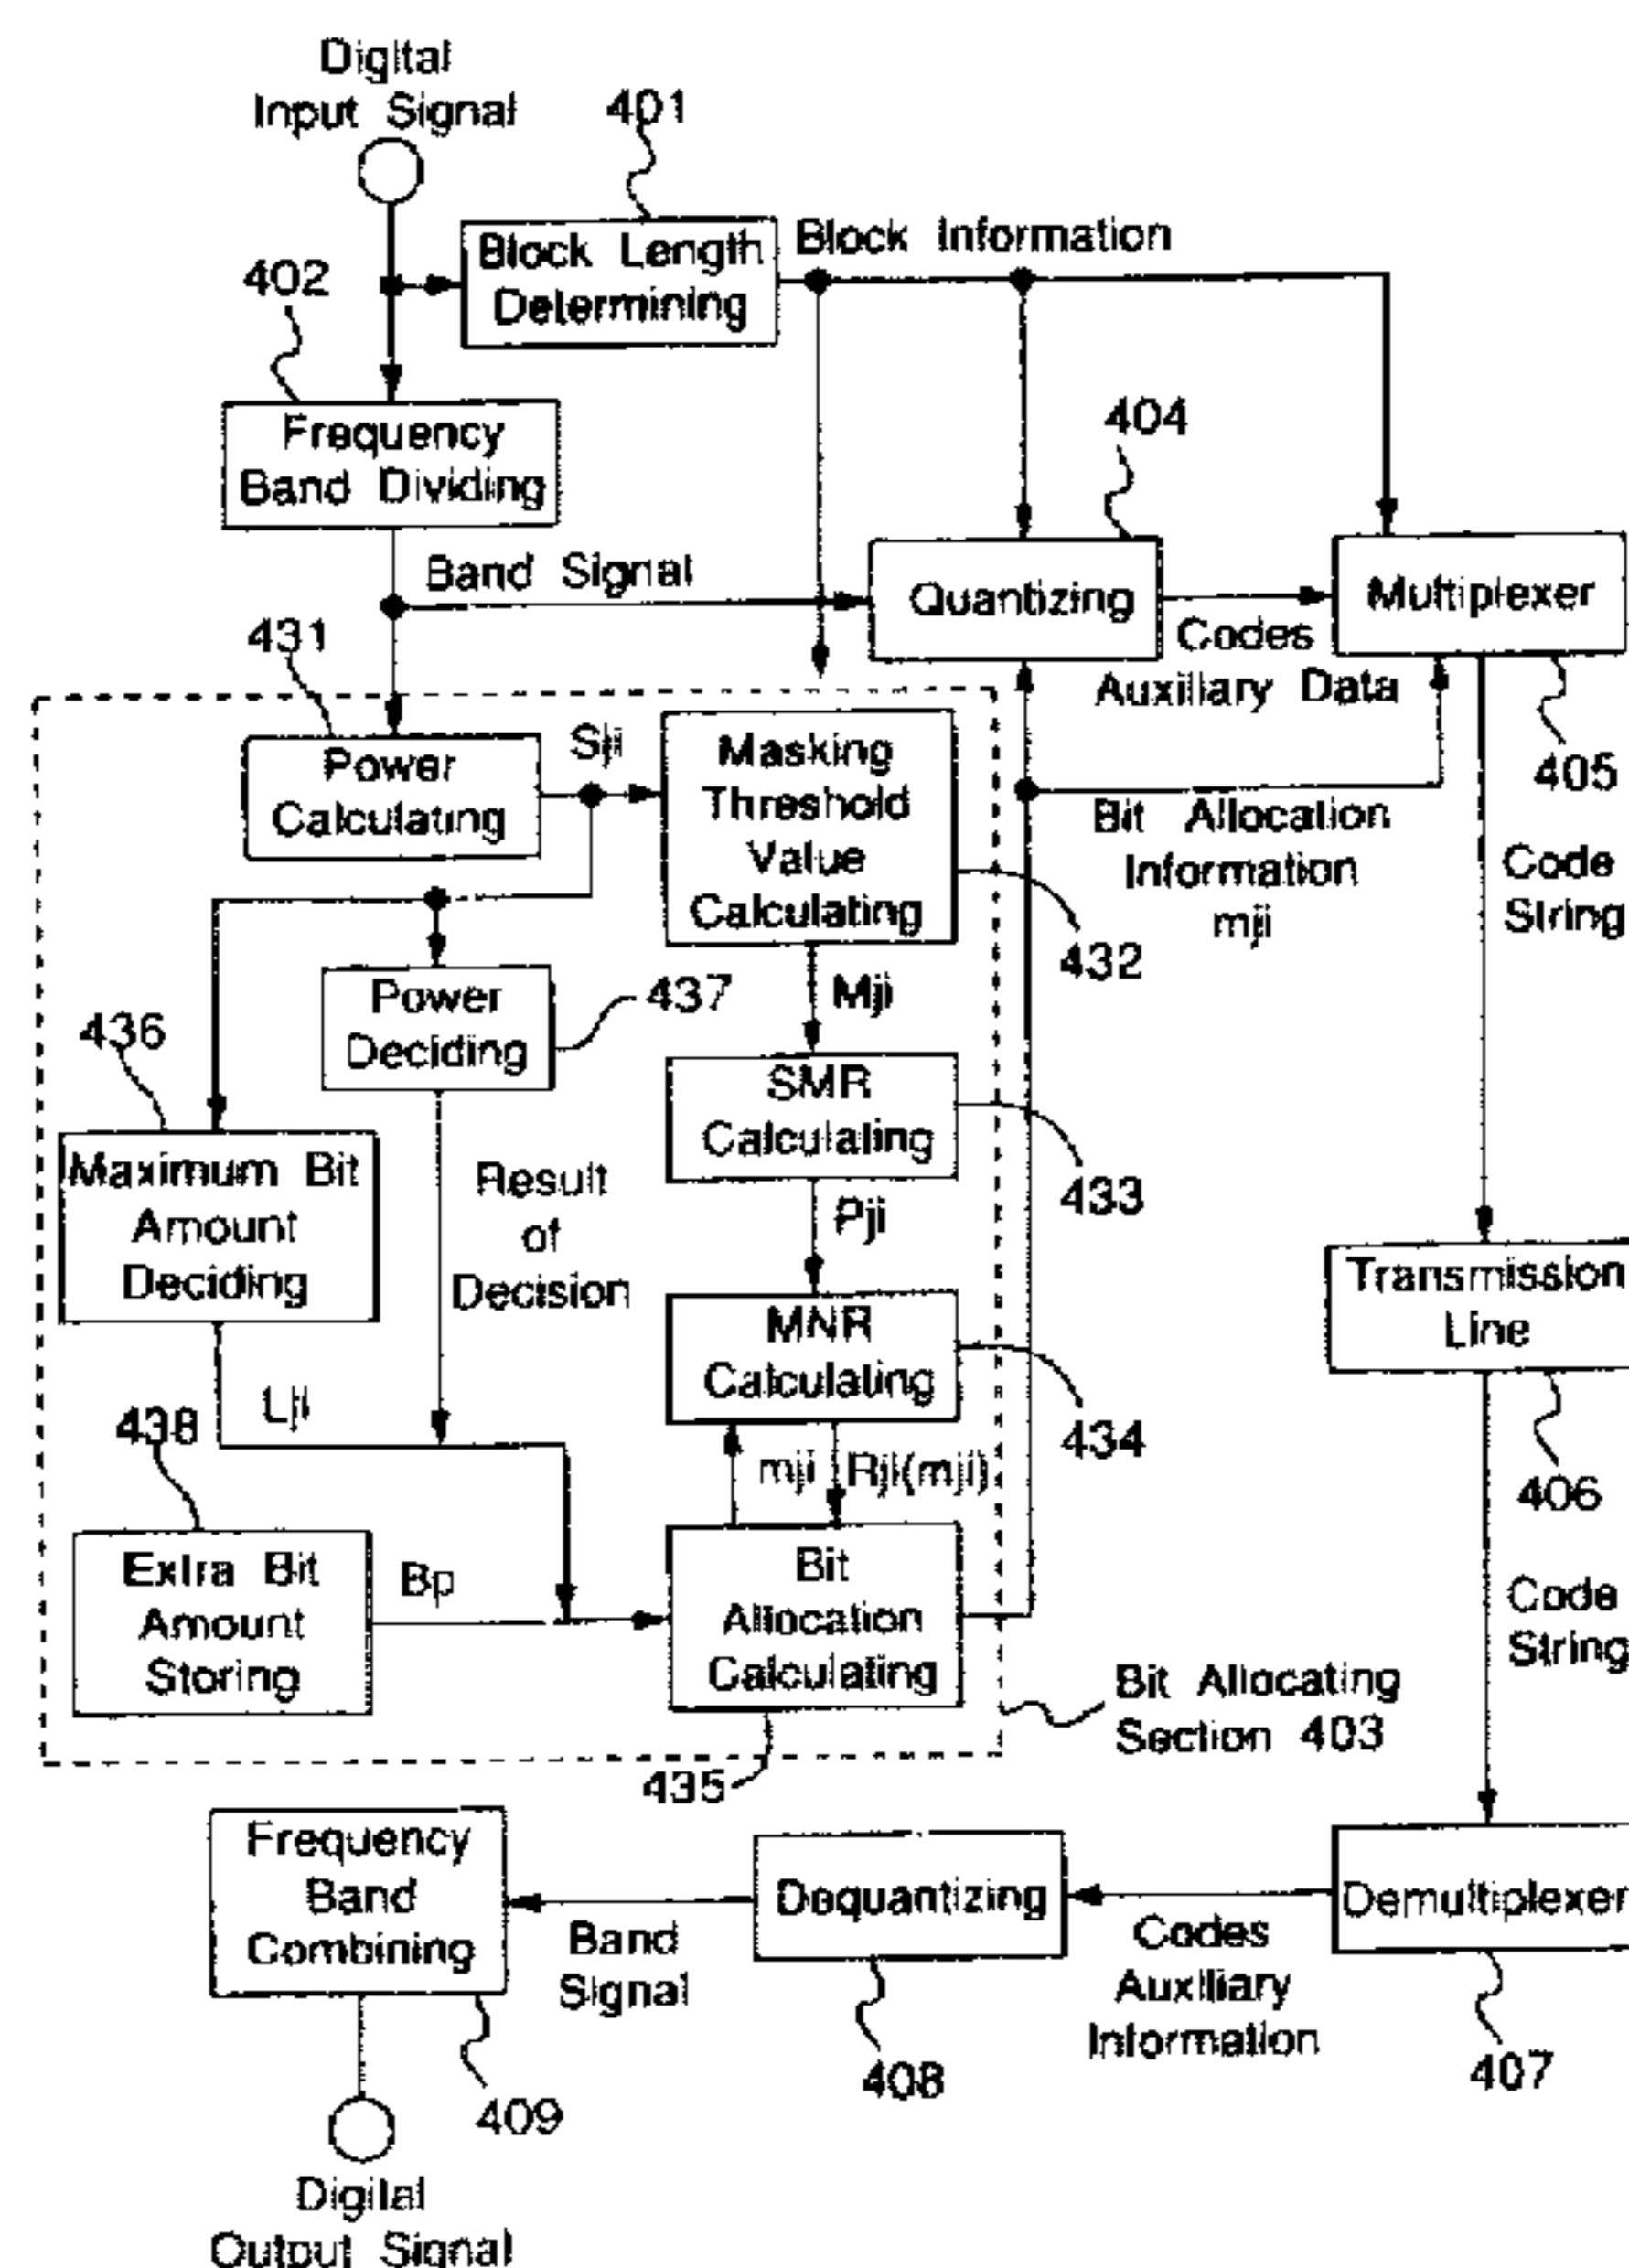 Digital
Input Signal
401
Block Length
Determining
Block Information
402
Frequency
Band Dividing
404
Band Signal
Quantizing
Multiplexer
Codes
Auxiliary Data
405
431
Power
Calculating
Sji
Masking
Threshold
Value
Calculating
432
Bit Allocation
Information
mji
Code
String
Mji
Power
Deciding
437
436
Maximum Bit
Amount
Deciding
Result
of
Decision
SMR
Calculating
433
Pji
MNR
Calculating
434
Transmission
Line
406
Lji
mji
Rji(mji)
438
Extra Bit
Amount
Storing
Bp
Bit
Allocation
Calculating
435
Code
String
Bit Allocating
Section 403
Frequency
Band
Combining
409
Band
Signal
Dequantizing
408
Codes
Auxiliary
Information
Demultiplexer
407
Digital
Output Signal